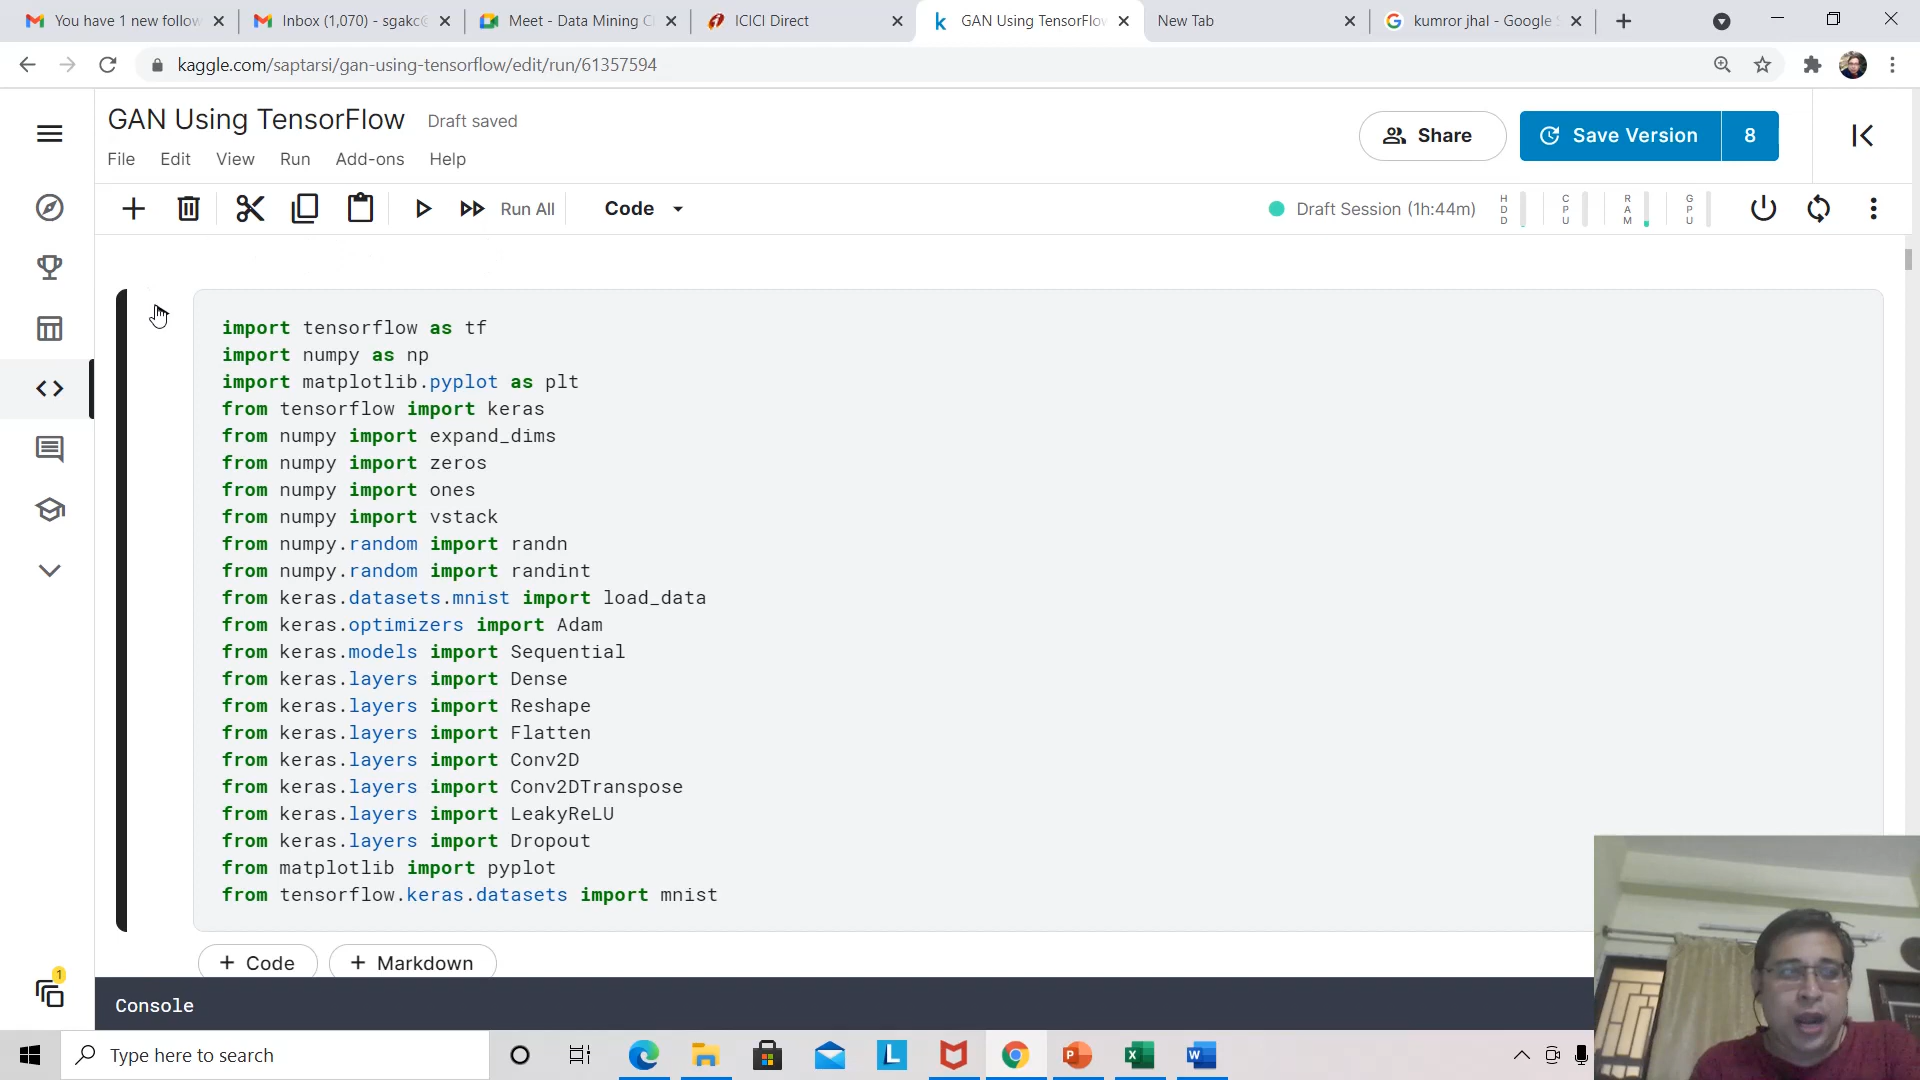 You have 1 new follow
Inbox (1,070) - sgakc@
Meet - Data Mining C
ICICI Direct
GAN Using TensorFlow
New Tab
kumror jhal - Google S
kaggle.com/saptarsi/gan-using-tensorflow/edit/run/61357594
GAN Using TensorFlow Draft saved
Share
Save Version 8
File Edit View Run Add-ons Help
Run All
Code
Draft Session (1h:44m)
HDD
CPU
RAM
GPU
import tensorflow as tf
import numpy as np
import matplotlib.pyplot as plt
from tensorflow import keras
from numpy import expand_dims
from numpy import zeros
from numpy import ones
from numpy import vstack
from numpy.random import randn
from numpy.random import randint
from keras.datasets.mnist import load_data
from keras.optimizers import Adam
from keras.models import Sequential
from keras.layers import Dense
from keras.layers import Reshape
from keras.layers import Flatten
from keras.layers import Conv2D
from keras.layers import Conv2DTranspose
from keras.layers import LeakyReLU
from keras.layers import Dropout
from matplotlib import pyplot
from tensorflow.keras.datasets import mnist
+ Code
+ Markdown
1
Console
Type here to search